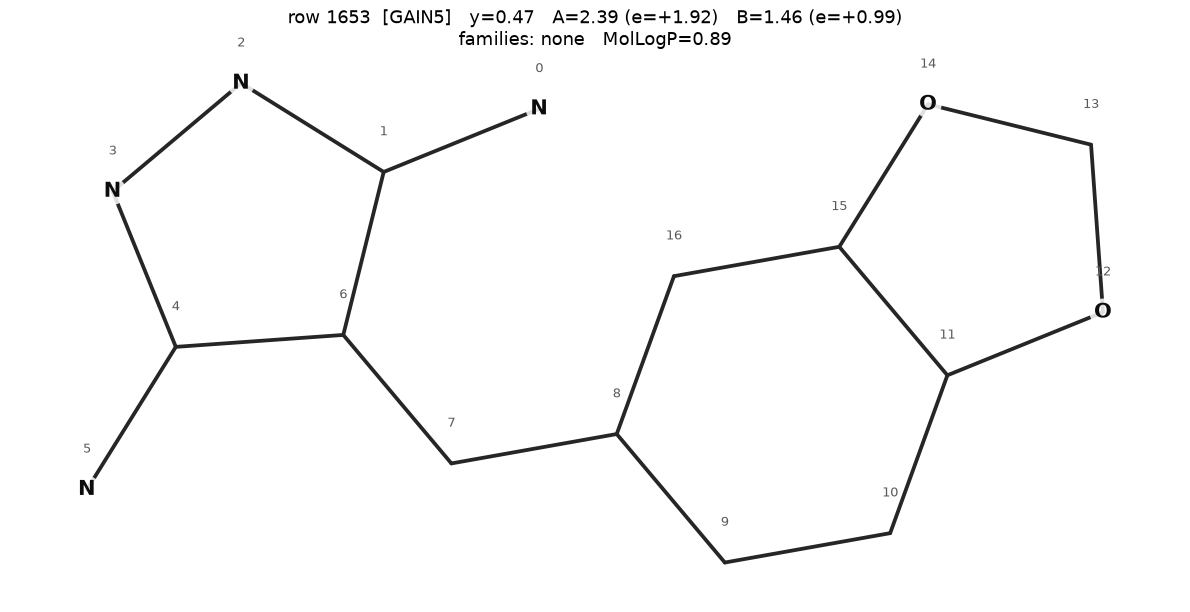 row 1653  [GAIN5]   y=0.47   A=2.39 (e=+1.92)   B=1.46 (e=+0.99)
families: none   MolLogP=0.89
2
0
14
N
N
13
O
3
1
N
15
16
12
4
6
O
11
8
7
5
N
10
9